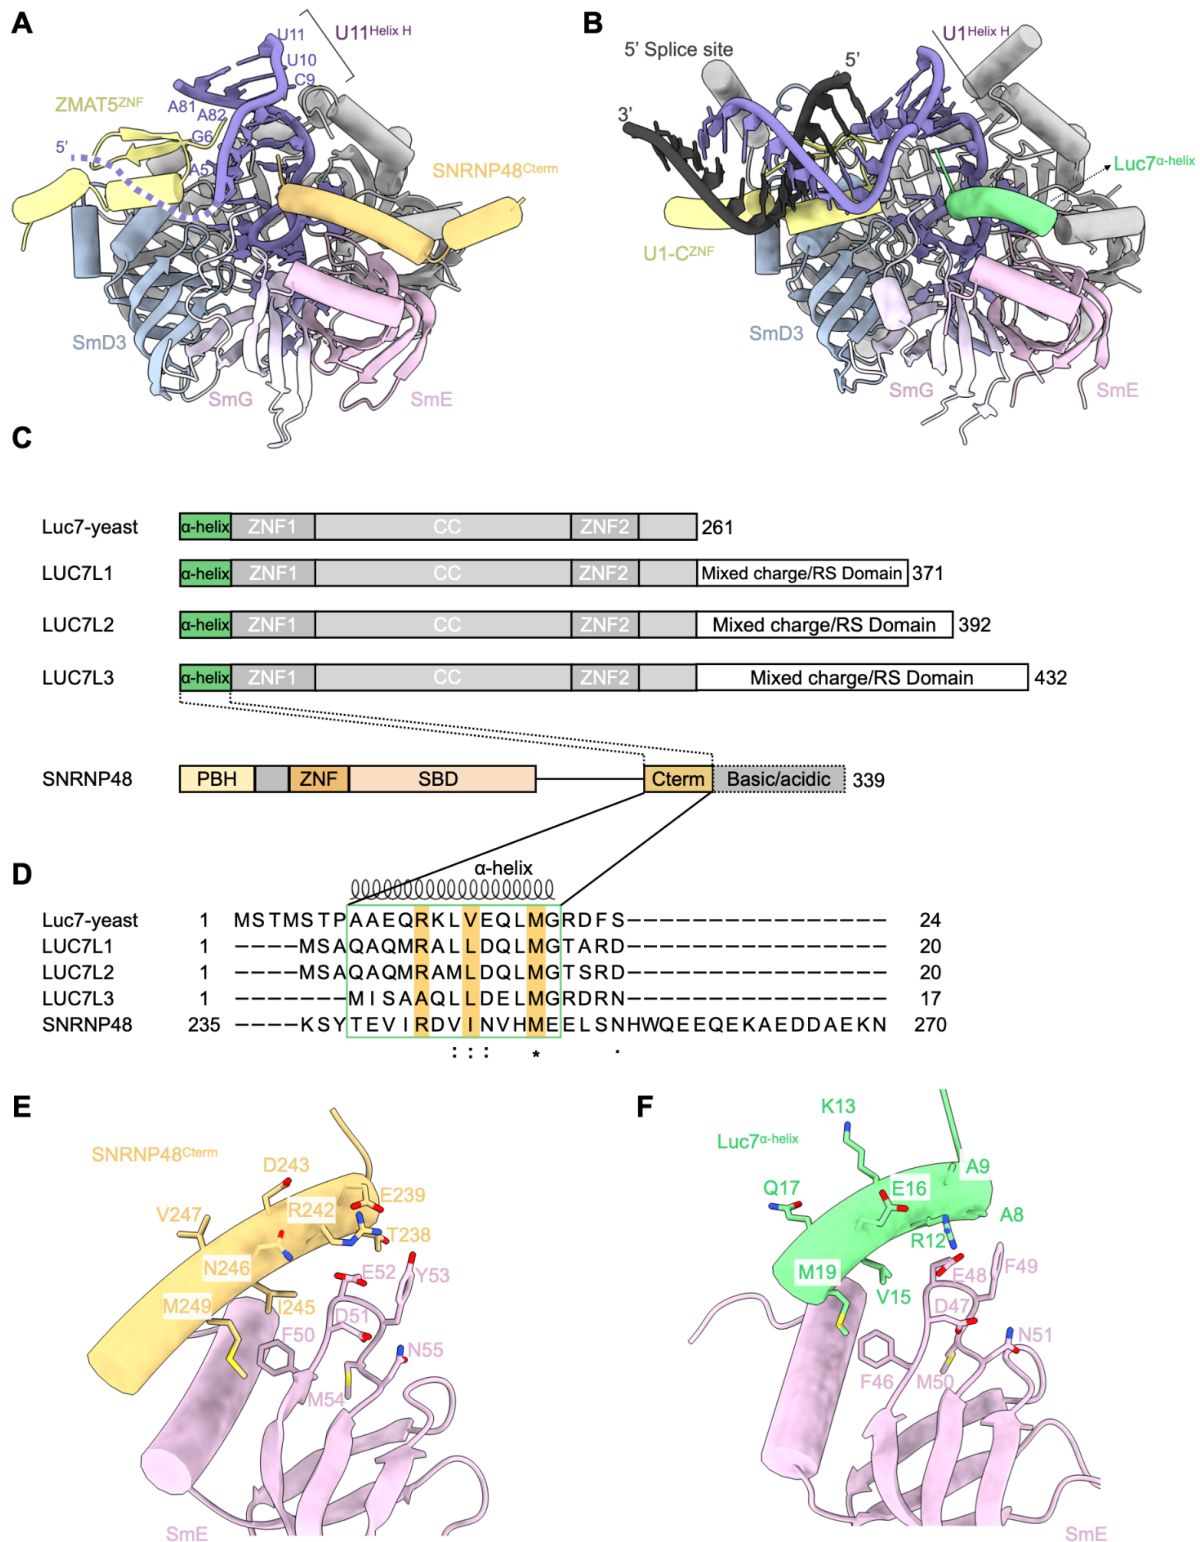 A
U11
U11Helix H
U10
C9
ZMAT5ZNF
A81
A82
5'
G6
A5
SNRNP48Cterm
SmD3
SmG
SmE
B
U1Helix H
5' Splice site
5'
3'
Luc7α-helix
U1-CZNF
SmD3
SmG
SmE
C
Luc7-yeast α-helix ZNF1 CC ZNF2 261
LUC7L1 α-helix ZNF1 CC ZNF2 Mixed charge/RS Domain 371
LUC7L2 α-helix ZNF1 CC ZNF2 Mixed charge/RS Domain 392
LUC7L3 α-helix ZNF1 CC ZNF2 Mixed charge/RS Domain 432
SNRNP48 PBH ZNF SBD Cterm Basic/acidic 339
D
α-helix
Luc7-yeast 1 MSTMSTPAAEQRKLVEQLMGRDFS–––––––––––––––– 24
LUC7L1 1 ––––MSAQAQMRALLDQLMGTARD–––––––––––––––– 20
LUC7L2 1 ––––MSAQAQMRAMLDQLMGTSRD–––––––––––––––– 20
LUC7L3 1 –––––––MISAAQLLDELMGRDRN–––––––––––––––– 17
SNRNP48 235 ––––KSYTEVIRDVINVHMEELSNHWQEEQEKAEDDAEKN 270
: : : * .
E
SNRNP48Cterm
D243
E239
R242
V247
T238
N246
E52
Y53
M249
I245
D51
F50
N55
M54
SmE
F
K13
Luc7α-helix
A9
E16
Q17
A8
R12
M19
F49
E48
V15
D47
N51
F46
M50
SmE